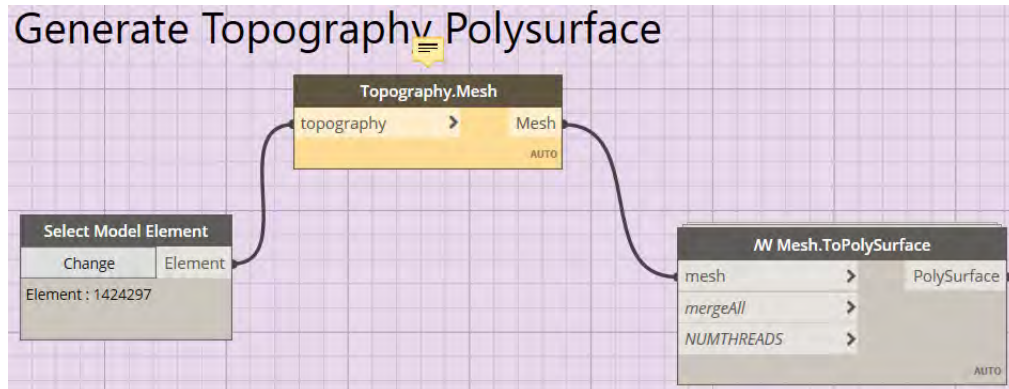 Generate Topography Polysurface
Topography.Mesh
topography > Mesh
AUTO
Select Model Element
Change Element
Element : 1424297
/V Mesh.ToPolySurface
mesh > PolySurface
mergeAll >
NUMTHREADS >
AUTO